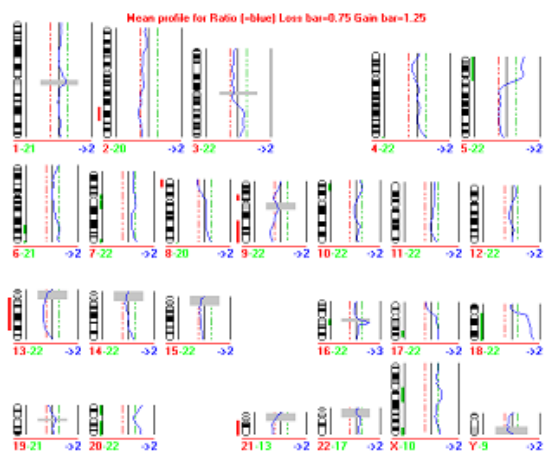 Mean profile for Ratio (=blue) Loss bar=0.75 Gain bar=1.25
1-21 ->2 2-20 ->2 3-22 ->2 4-22 ->2 5-22 ->2
6-21 ->2 7-22 ->2 8-20 ->2 9-22 ->2 10-22 ->2 11-22 ->2 12-22 ->2
13-22 ->2 14-22 ->2 15-22 ->2 16-22 ->3 17-22 ->2 18-22 ->2
19-21 ->2 20-22 ->2 21-13 ->2 22-17 ->2 X-10 ->2 Y-9 ->2